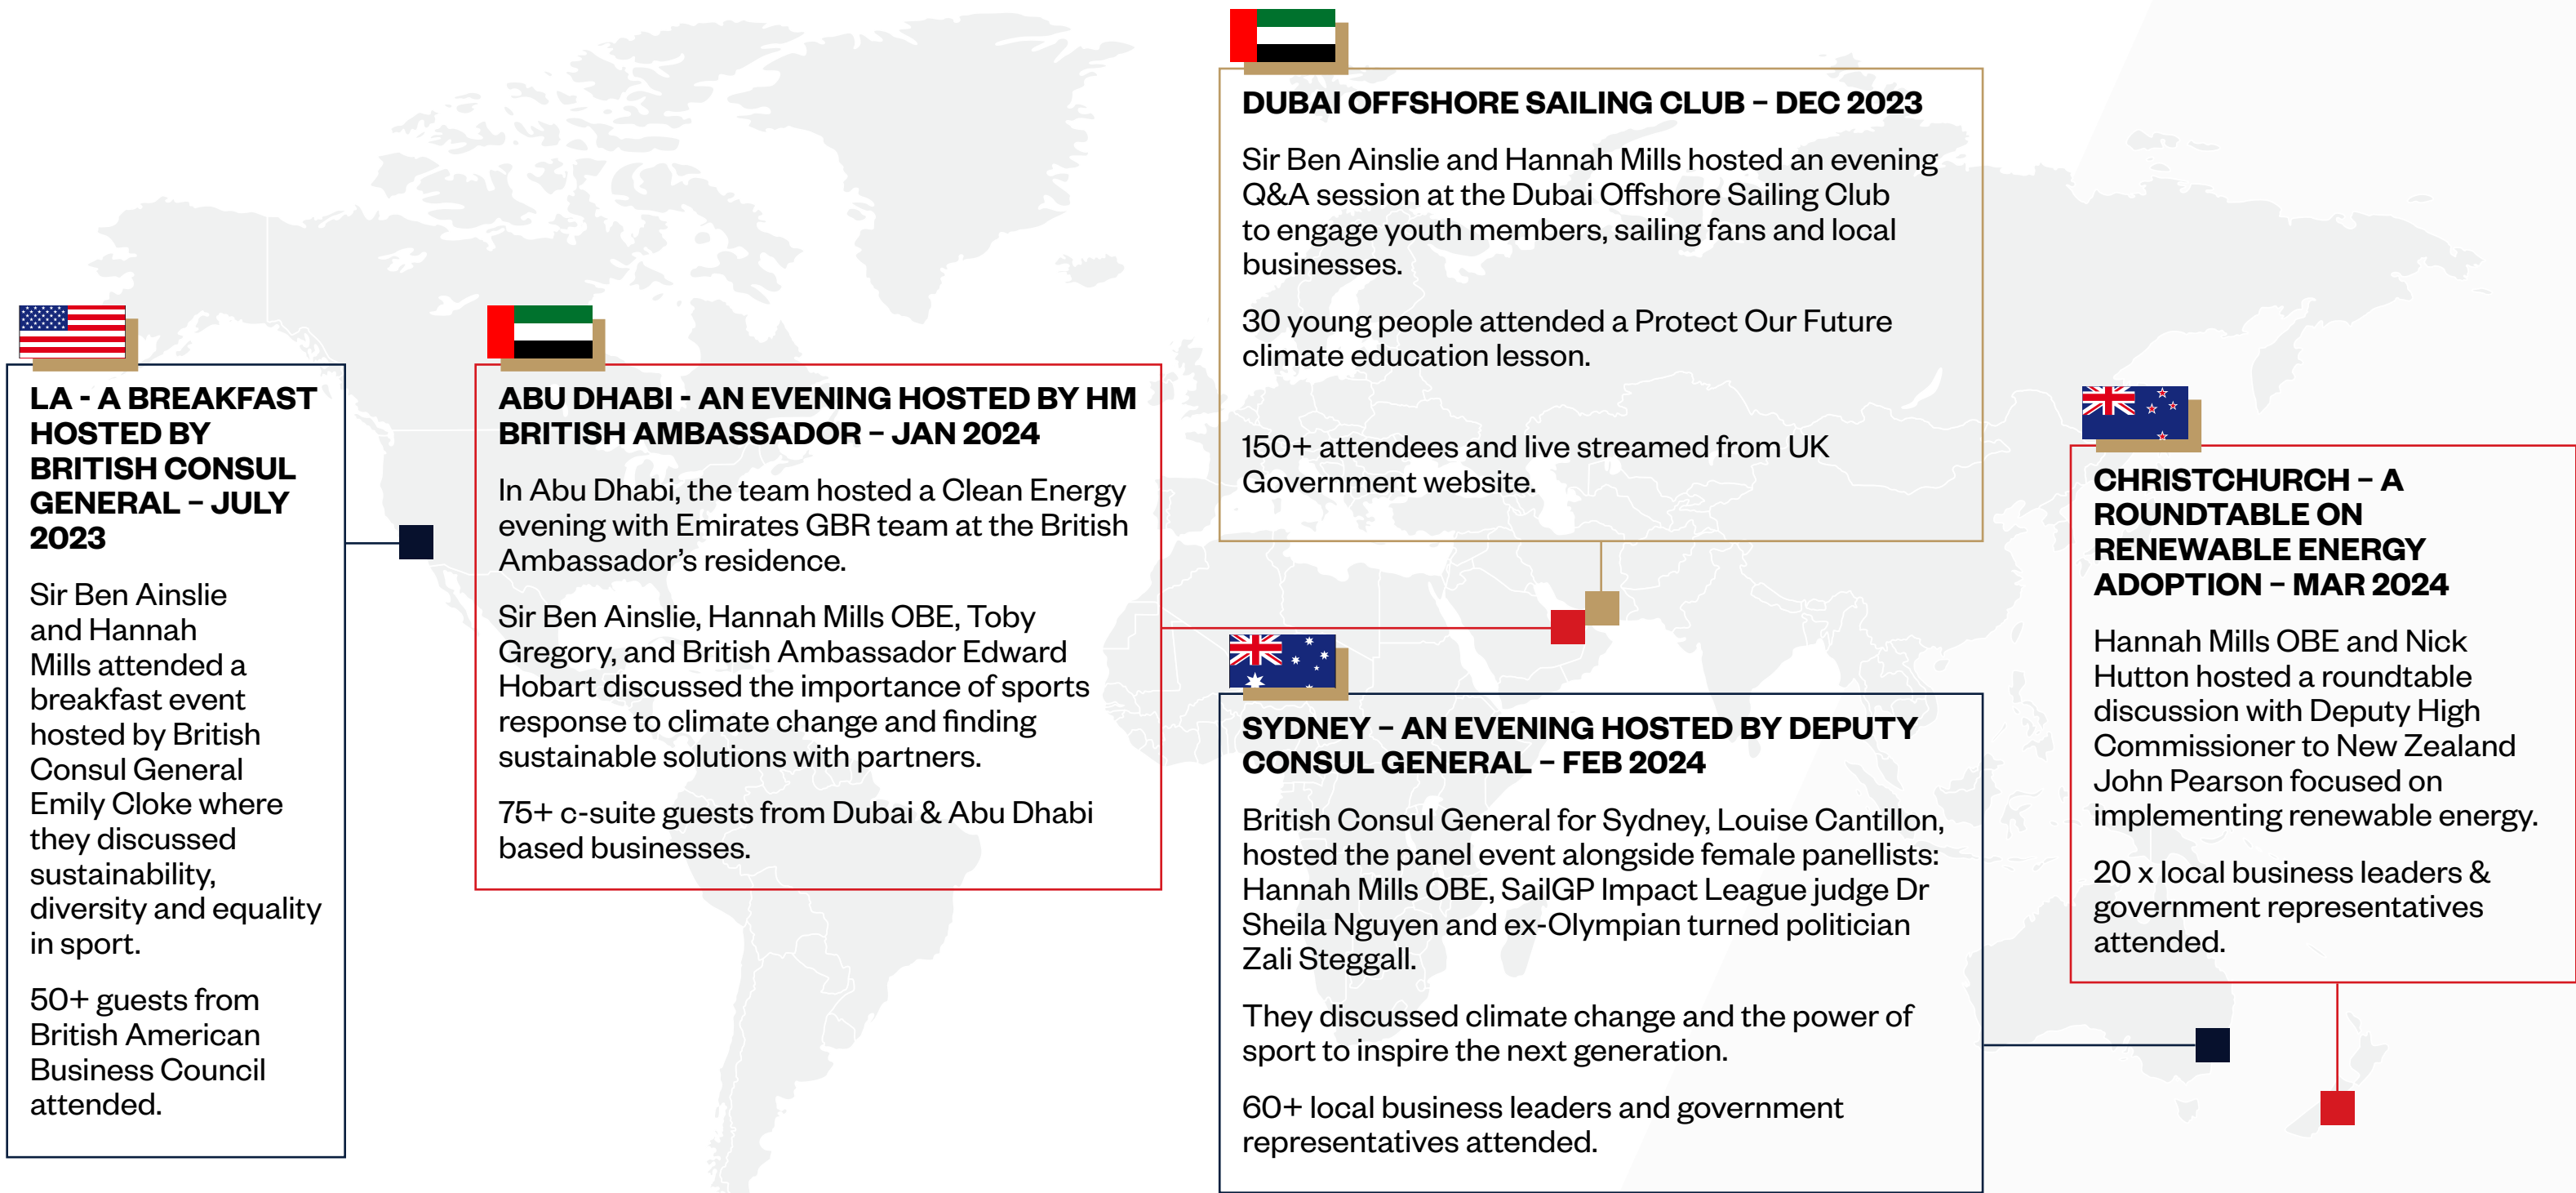 LA - A BREAKFAST
HOSTED BY
BRITISH CONSUL
GENERAL – JULY
2023
Sir Ben Ainslie
and Hannah
Mills attended a
breakfast event
hosted by British
Consul General
Emily Cloke where
they discussed
sustainability,
diversity and equality
in sport.
50+ guests from
British American
Business Council
attended.
ABU DHABI - AN EVENING HOSTED BY HM
BRITISH AMBASSADOR – JAN 2024
In Abu Dhabi, the team hosted a Clean Energy
evening with Emirates GBR team at the British
Ambassador’s residence.
Sir Ben Ainslie, Hannah Mills OBE, Toby
Gregory, and British Ambassador Edward
Hobart discussed the importance of sports
response to climate change and finding
sustainable solutions with partners.
75+ c-suite guests from Dubai & Abu Dhabi
based businesses.
DUBAI OFFSHORE SAILING CLUB – DEC 2023
Sir Ben Ainslie and Hannah Mills hosted an evening
Q&A session at the Dubai Offshore Sailing Club
to engage youth members, sailing fans and local
businesses.
30 young people attended a Protect Our Future
climate education lesson.
150+ attendees and live streamed from UK
Government website.
SYDNEY – AN EVENING HOSTED BY DEPUTY
CONSUL GENERAL – FEB 2024
British Consul General for Sydney, Louise Cantillon,
hosted the panel event alongside female panellists:
Hannah Mills OBE, SailGP Impact League judge Dr
Sheila Nguyen and ex-Olympian turned politician
Zali Steggall.
They discussed climate change and the power of
sport to inspire the next generation.
60+ local business leaders and government
representatives attended.
CHRISTCHURCH – A
ROUNDTABLE ON
RENEWABLE ENERGY
ADOPTION – MAR 2024
Hannah Mills OBE and Nick
Hutton hosted a roundtable
discussion with Deputy High
Commissioner to New Zealand
John Pearson focused on
implementing renewable energy.
20 x local business leaders &
government representatives
attended.